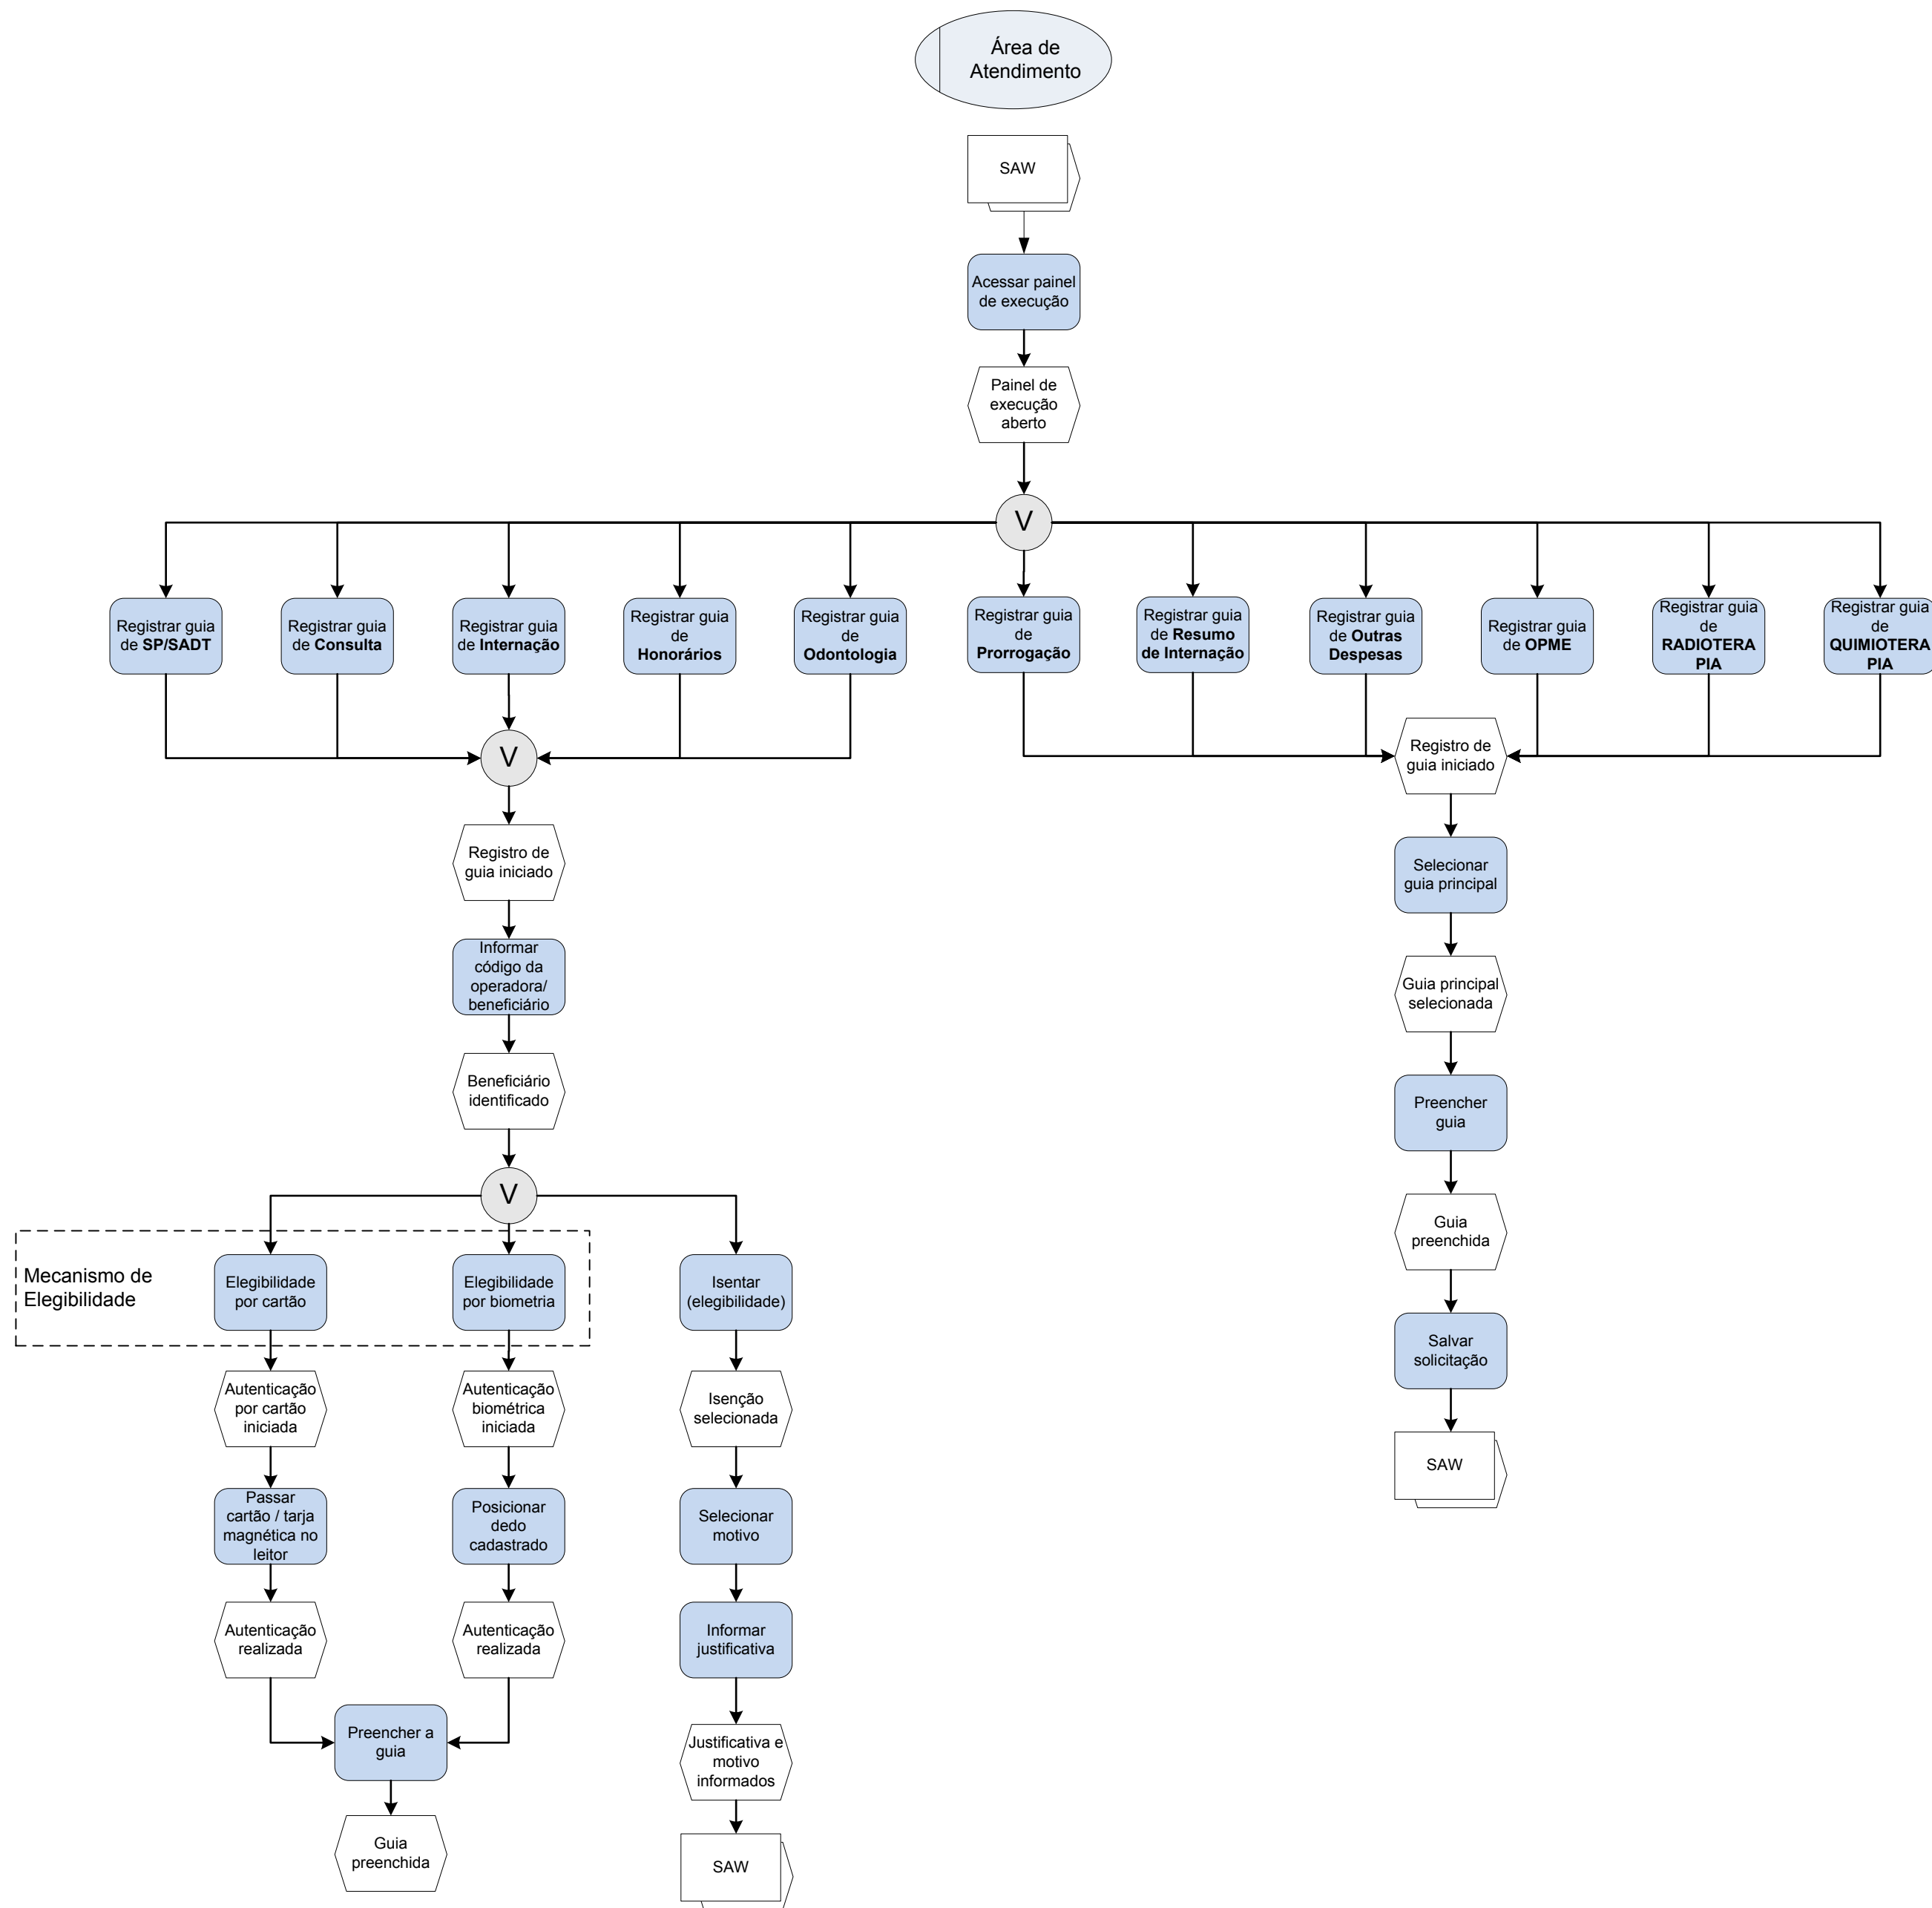 Área de
Atendimento
SAW
Acessar painel
de execução
Painel de
execução
aberto
V
Registrar guia
de SP/SADT
Registrar guia
de Consulta
Registrar guia
de Internação
Registrar guia
de
Honorários
Registrar guia
de
Odontologia
Registrar guia
de
Prorrogação
Registrar guia
de Resumo
de Internação
Registrar guia
de Outras
Despesas
Registrar guia
de OPME
Registrar guia
de
RADIOTERA
PIA
Registrar guia
de
QUIMIOTERA
PIA
V
Registro de
guia iniciado
Informar
código da
operadora/
beneficiário
Beneficiário
identificado
V
Mecanismo de
Elegibilidade
Elegibilidade
por cartão
Elegibilidade
por biometria
Isentar
(elegibilidade)
Autenticação
por cartão
iniciada
Autenticação
biométrica
iniciada
Isenção
selecionada
Passar
cartão / tarja
magnética no
leitor
Posicionar
dedo
cadastrado
Selecionar
motivo
Autenticação
realizada
Autenticação
realizada
Informar
justificativa
Preencher a
guia
Justificativa e
motivo
informados
Guia
preenchida
SAW
Registro de
guia iniciado
Selecionar
guia principal
Guia principal
selecionada
Preencher
guia
Guia
preenchida
Salvar
solicitação
SAW